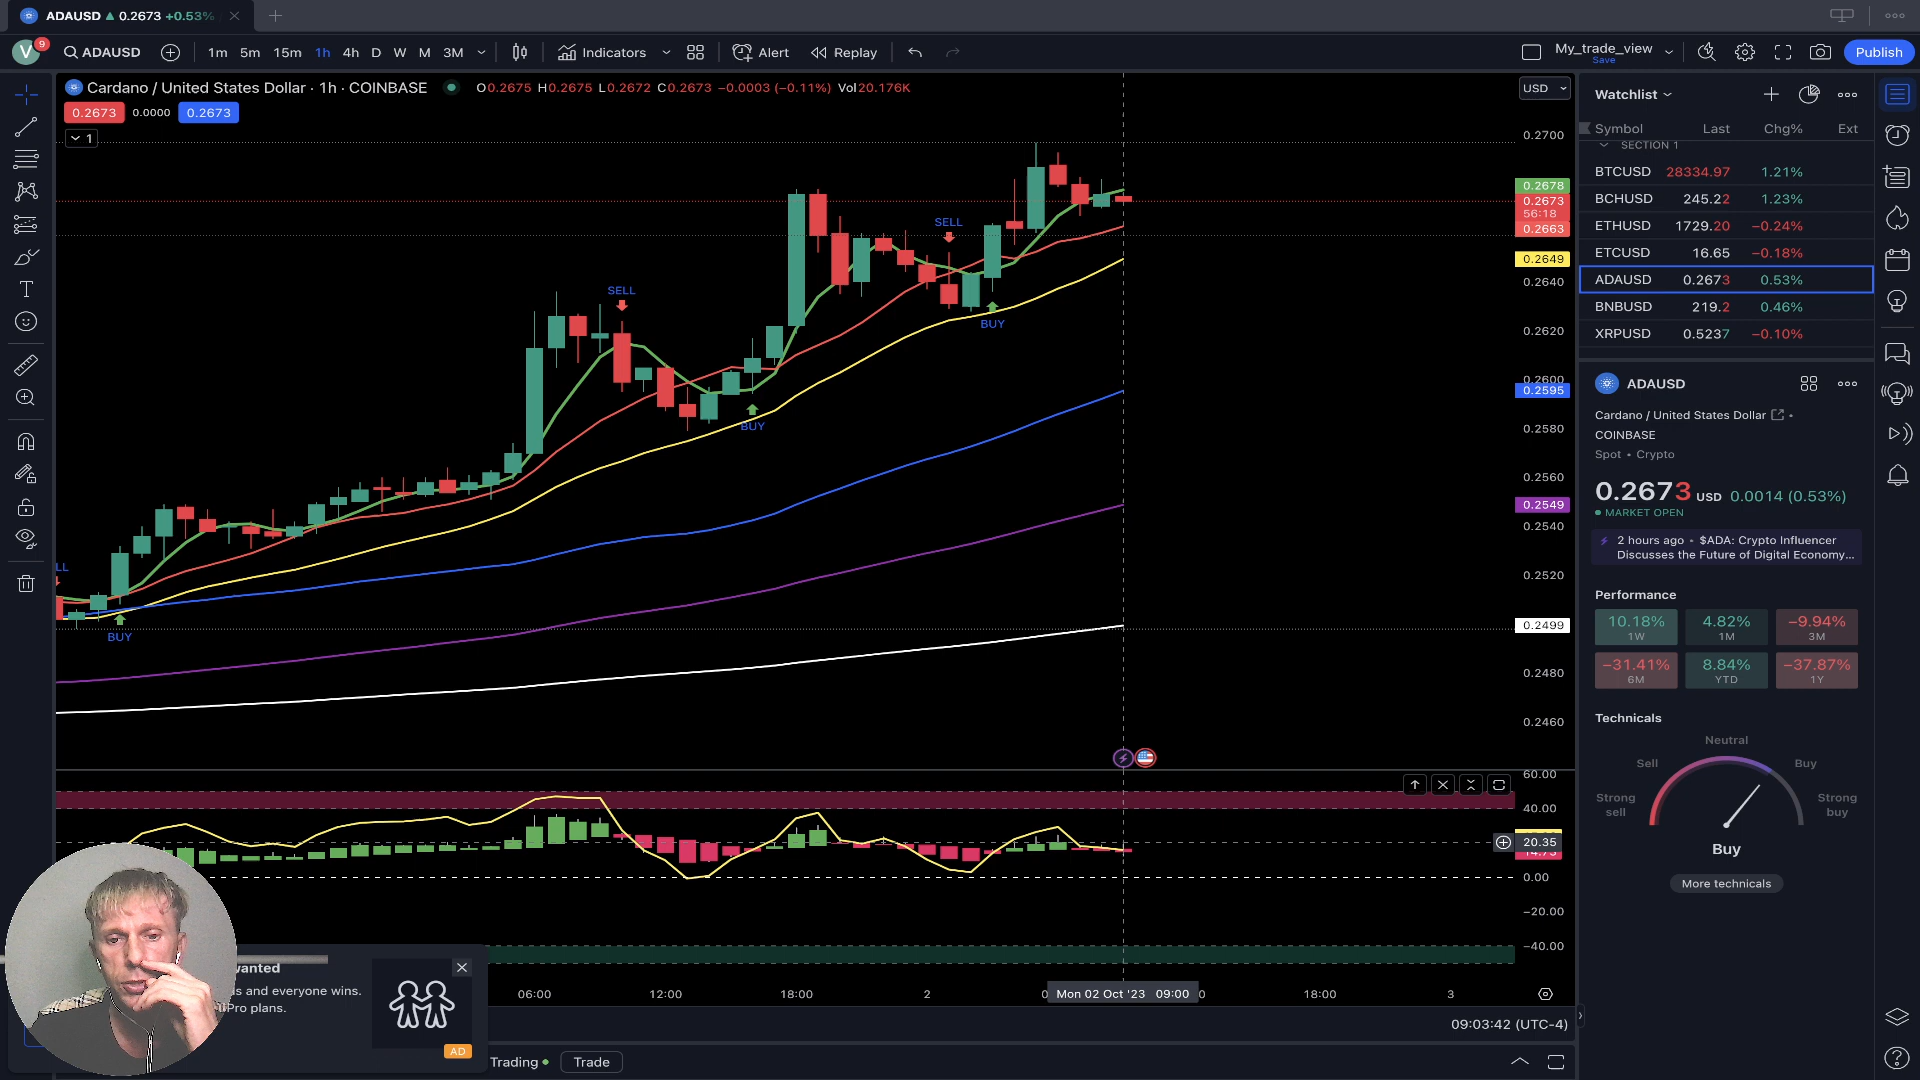 ADAUSD ▲ 0.2673 +0.53%
V 9 ADAUSD 1m 5m 15m 1h 4h D W M 3M Indicators Alert Replay My_trade_view Save Publish
Cardano / United States Dollar · 1h · COINBASE O0.2675 H0.2675 L0.2672 C0.2673 −0.0003 (−0.11%) Vol20.176K
0.2673 0.0000 0.2673
1
USD
0.2700
0.2678
0.2673
56:18
0.2663
0.2649
0.2640
0.2620
0.2600
0.2595
0.2580
0.2560
0.2549
0.2540
0.2520
0.2499
0.2480
0.2460
SELL
SELL
BUY
BUY
LL
BUY
60.00
40.00
20.35
0.00
−20.00
−40.00
06:00 12:00 18:00 2 0 Mon 02 Oct '23 09:00 0 18:00 3
09:03:42 (UTC-4)
wanted
is and everyone wins.
Pro plans.
AD
Trading Trade
Watchlist
Symbol Last Chg% Ext
SECTION 1
BTCUSD 28334.97 1.21%
BCHUSD 245.22 1.23%
ETHUSD 1729.20 −0.24%
ETCUSD 16.65 −0.18%
ADAUSD 0.2673 0.53%
BNBUSD 219.2 0.46%
XRPUSD 0.5237 −0.10%
ADAUSD
Cardano / United States Dollar •
COINBASE
Spot • Crypto
0.2673 USD 0.0014 (0.53%)
MARKET OPEN
2 hours ago • $ADA: Crypto Influencer
Discusses the Future of Digital Economy...
Performance
10.18% 4.82% −9.94%
1W 1M 3M
−31.41% 8.84% −37.87%
6M YTD 1Y
Technicals
Neutral
Sell Buy
Strong sell Strong buy
Buy
More technicals